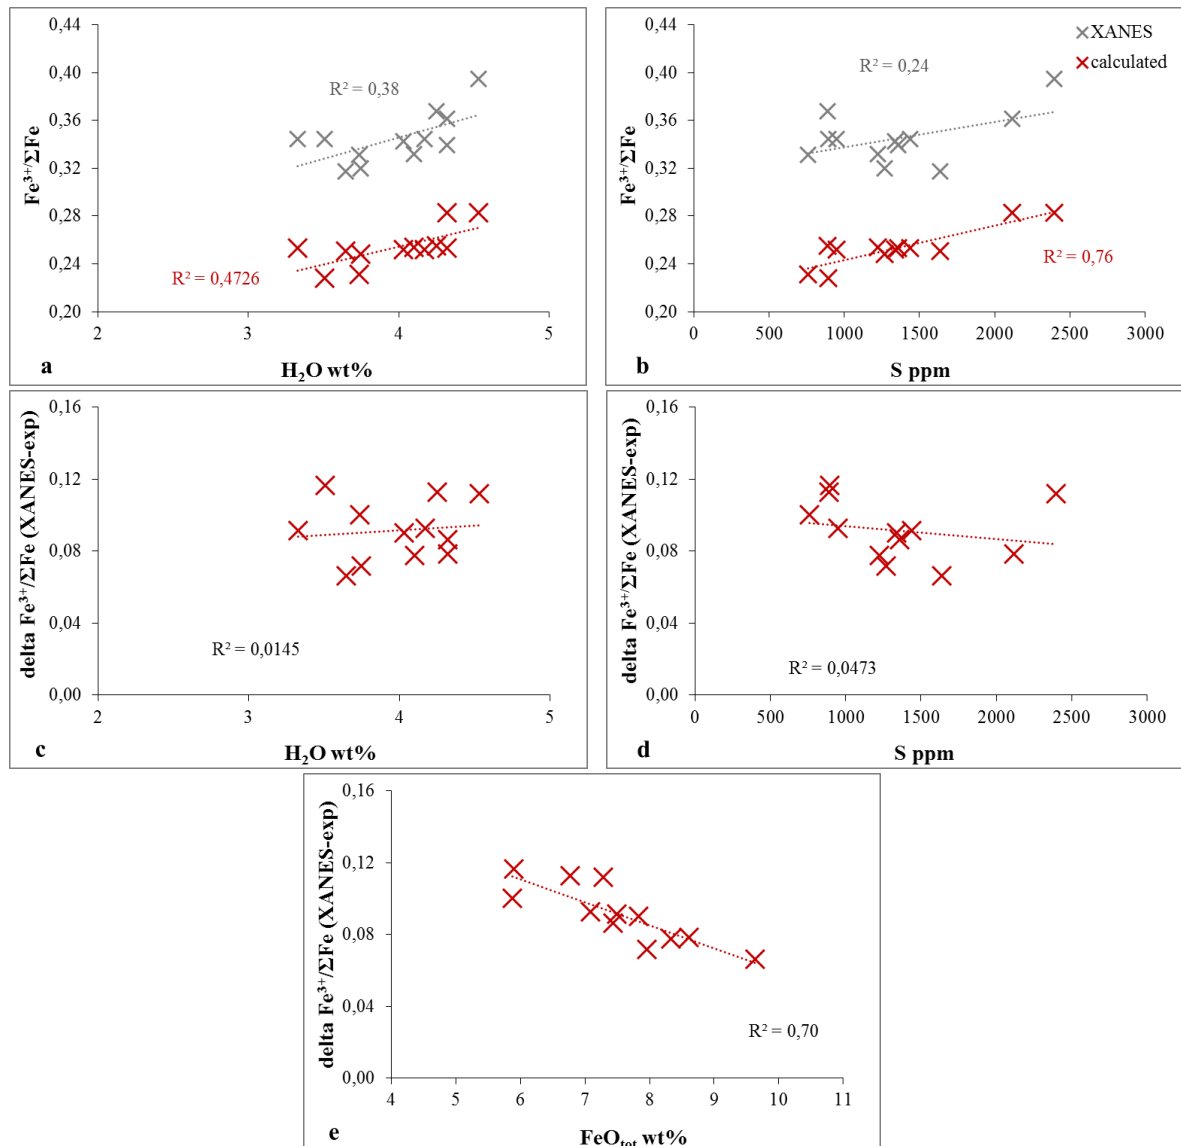 0,44
0,40
0,36
0,32
0,28
0,24
0,20
Fe³⁺/ΣFe
R² = 0,38
R² = 0,4726
2
3
4
5
a
H₂O wt%
0,44
0,40
0,36
0,32
0,28
0,24
0,20
Fe³⁺/ΣFe
XANES
calculated
R² = 0,24
R² = 0,76
0
500
1000
1500
2000
2500
3000
b
S ppm
0,16
0,12
0,08
0,04
0,00
delta Fe³⁺/ΣFe (XANES-exp)
R² = 0,0145
2
3
4
5
c
H₂O wt%
0,16
0,12
0,08
0,04
0,00
delta Fe³⁺/ΣFe (XANES-exp)
R² = 0,0473
0
500
1000
1500
2000
2500
3000
d
S ppm
0,16
0,12
0,08
0,04
0,00
delta Fe³⁺/ΣFe (XANES-exp)
R² = 0,70
4
5
6
7
8
9
10
11
e
FeOₜₒₜ wt%